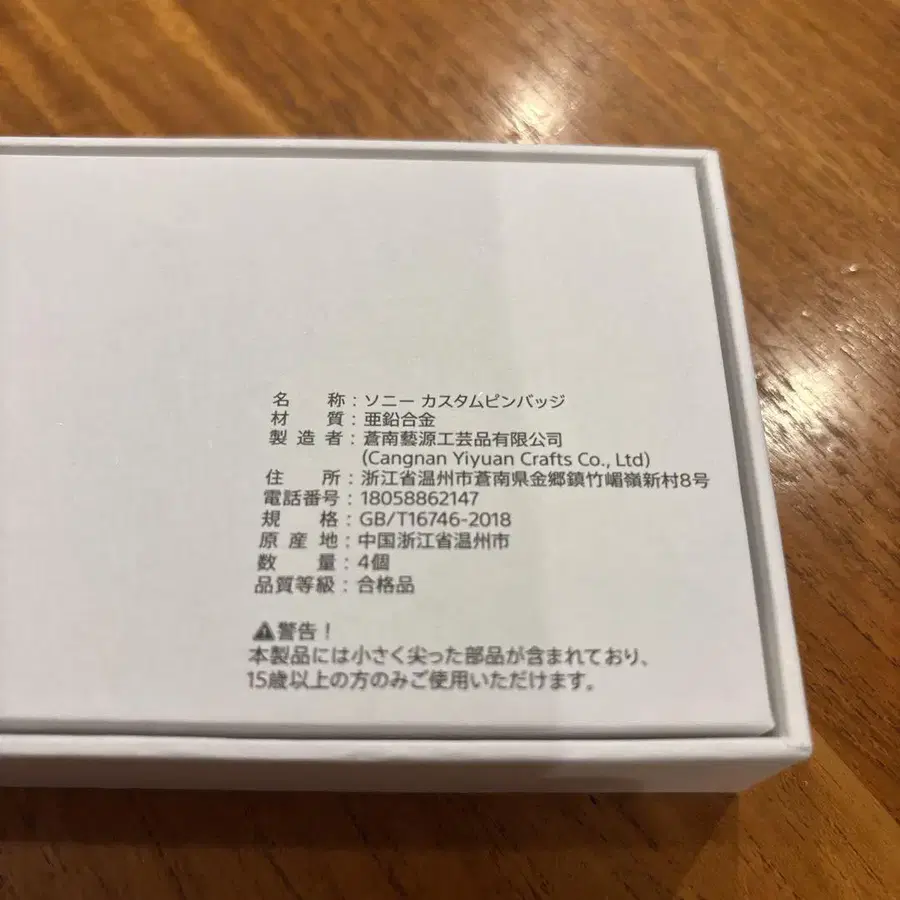 名 称：ソニー カスタムピンバッジ
材 質：亜鉛合金
製 造 者：蒼南藝源工芸品有限公司
(Cangnan Yiyuan Crafts Co., Ltd)
住 所：浙江省温州市蒼南県金郷鎮竹嵋嶺新村8号
電話番号：18058862147
規 格：GB/T16746-2018
原 産 地：中国浙江省温州市
数 量：4個
品質等級：合格品
⚠警告！
本製品には小さく尖った部品が含まれており、
15歳以上の方のみご使用いただけます。